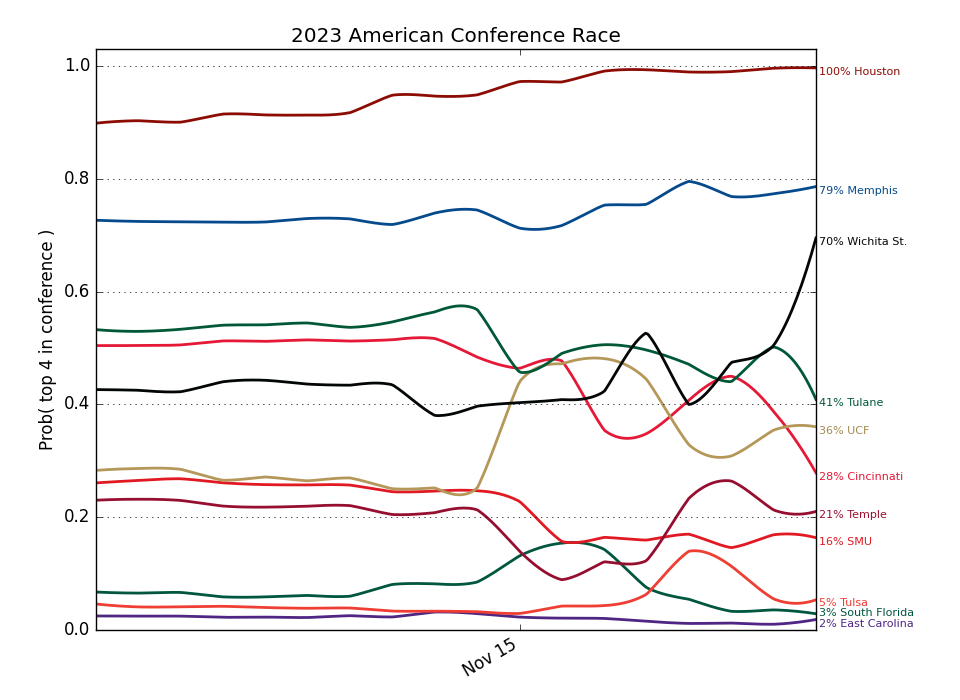 2023 American Conference Race
Prob( top 4 in conference )
1.0
0.8
0.6
0.4
0.2
0.0
Nov 15
100% Houston
79% Memphis
70% Wichita St.
41% Tulane
36% UCF
28% Cincinnati
21% Temple
16% SMU
5% Tulsa
3% South Florida
2% East Carolina